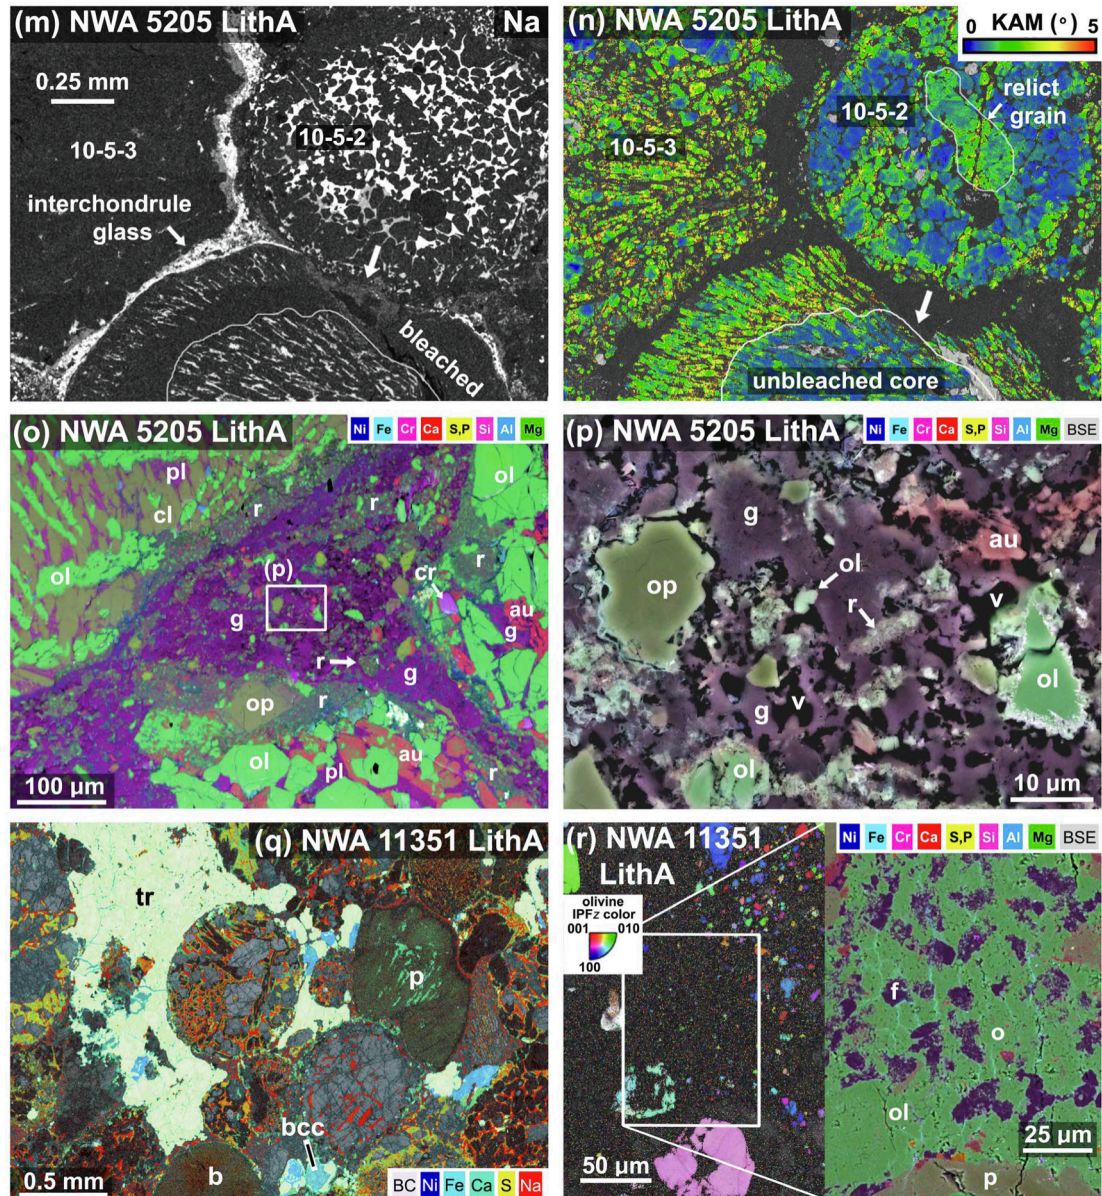 (m) NWA 5205 LithA
Na
0.25 mm
10-5-2
10-5-3
interchondrule
glass
bleached
(n) NWA 5205 LithA
0 KAM (°) 5
10-5-2
relict
grain
10-5-3
unbleached core
(o) NWA 5205 LithA
Ni Fe Cr Ca S,P Si Al Mg
pl
r
r
ol
cl
ol
(p)
cr
r
g
au
g
r
g
op
r
ol
pl
au
r
r
100 µm
(p) NWA 5205 LithA
Ni Fe Cr Ca S,P Si Al Mg BSE
g
au
op
ol
r
v
g
v
ol
ol
10 µm
(q) NWA 11351 LithA
tr
p
bcc
b
0.5 mm
BC Ni Fe Ca S Na
(r) NWA 11351
LithA
Ni Fe Cr Ca S,P Si Al Mg BSE
olivine
IPFz color
001 010
100
f
o
ol
50 µm
25 µm
p